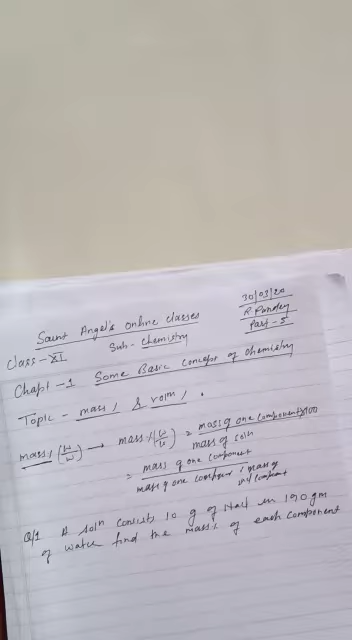 30/03/20
Saint Angel's online classes
R Pandey
Class - XI Sub - Chemistry
Part - 5
Chapt - 1 Some Basic Concept of Chemistry
Topic - mass % & volm %.
mass % (W/W) → mass % (W/W) = mass of one component × 100
mass of soln
= mass of one component
mass of one component + mass of
Q/1 A soln consists 10 g of NaCl in 190 gm
of water find the mass % of each component